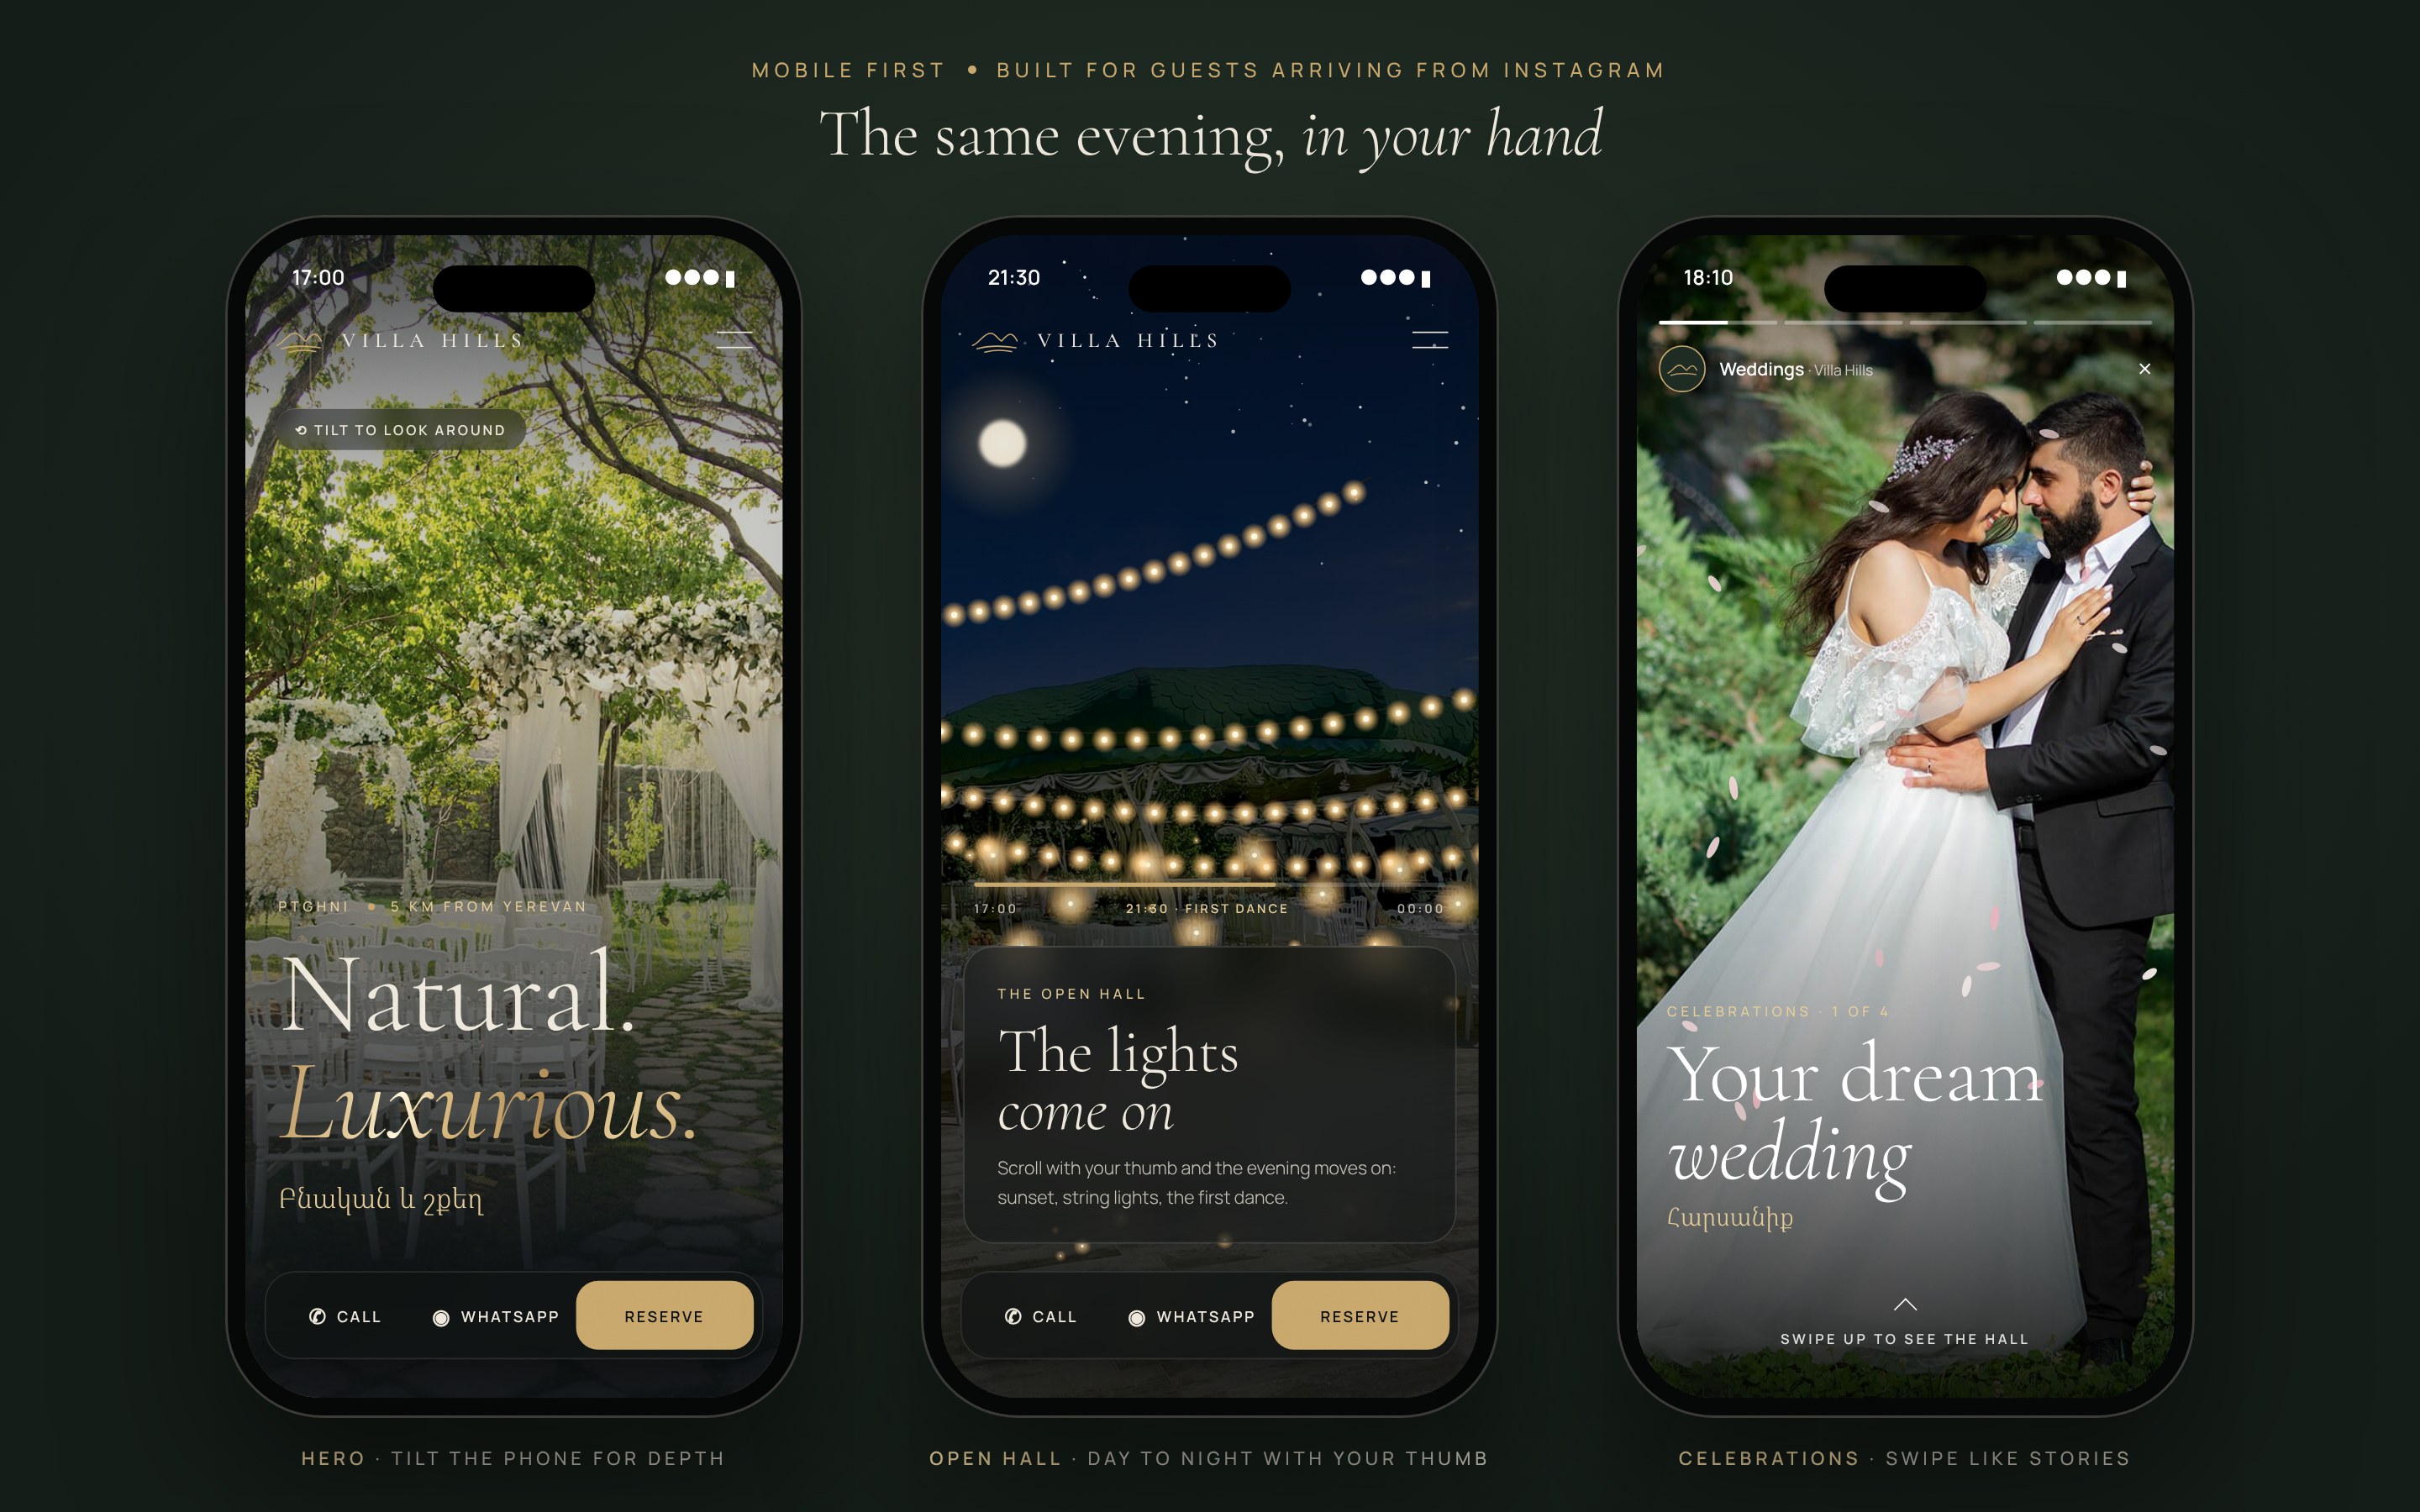 MOBILE FIRST • BUILT FOR GUESTS ARRIVING FROM INSTAGRAM
The same evening, in your hand
17:00
VILLA HILLS
TILT TO LOOK AROUND
PTGHNI • 5 KM FROM YEREVAN
Natural.
Luxurious.
Բնական և շքեղ
CALL
WHATSAPP
RESERVE
HERO · TILT THE PHONE FOR DEPTH
21:30
VILLA HILLS
17:00
21:30 · FIRST DANCE
00:00
THE OPEN HALL
The lights
come on
Scroll with your thumb and the evening moves on:
sunset, string lights, the first dance.
CALL
WHATSAPP
RESERVE
OPEN HALL · DAY TO NIGHT WITH YOUR THUMB
18:10
Weddings · Villa Hills
CELEBRATIONS · 1 OF 4
Your dream
wedding
Հարսանիք
SWIPE UP TO SEE THE HALL
CELEBRATIONS · SWIPE LIKE STORIES